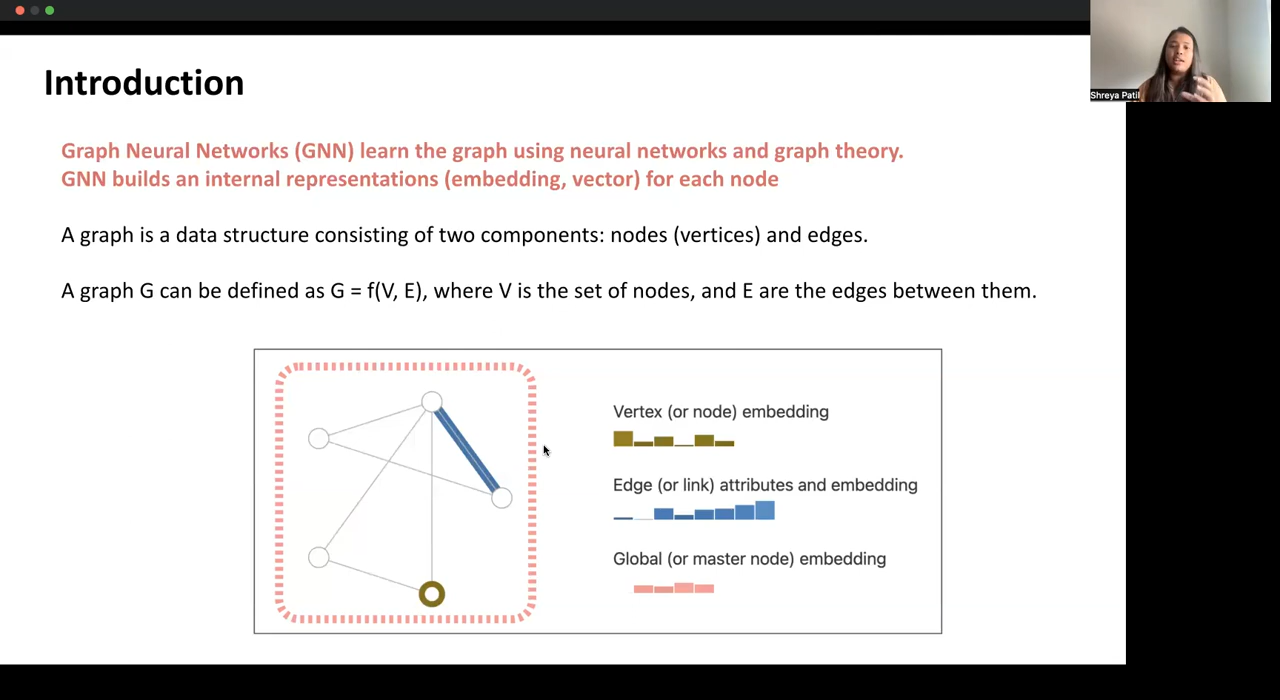 Introduction
Shreya Patil
Graph Neural Networks (GNN) learn the graph using neural networks and graph theory.
GNN builds an internal representations (embedding, vector) for each node
A graph is a data structure consisting of two components: nodes (vertices) and edges.
A graph G can be defined as G = f(V, E), where V is the set of nodes, and E are the edges between them.
Vertex (or node) embedding
Edge (or link) attributes and embedding
Global (or master node) embedding